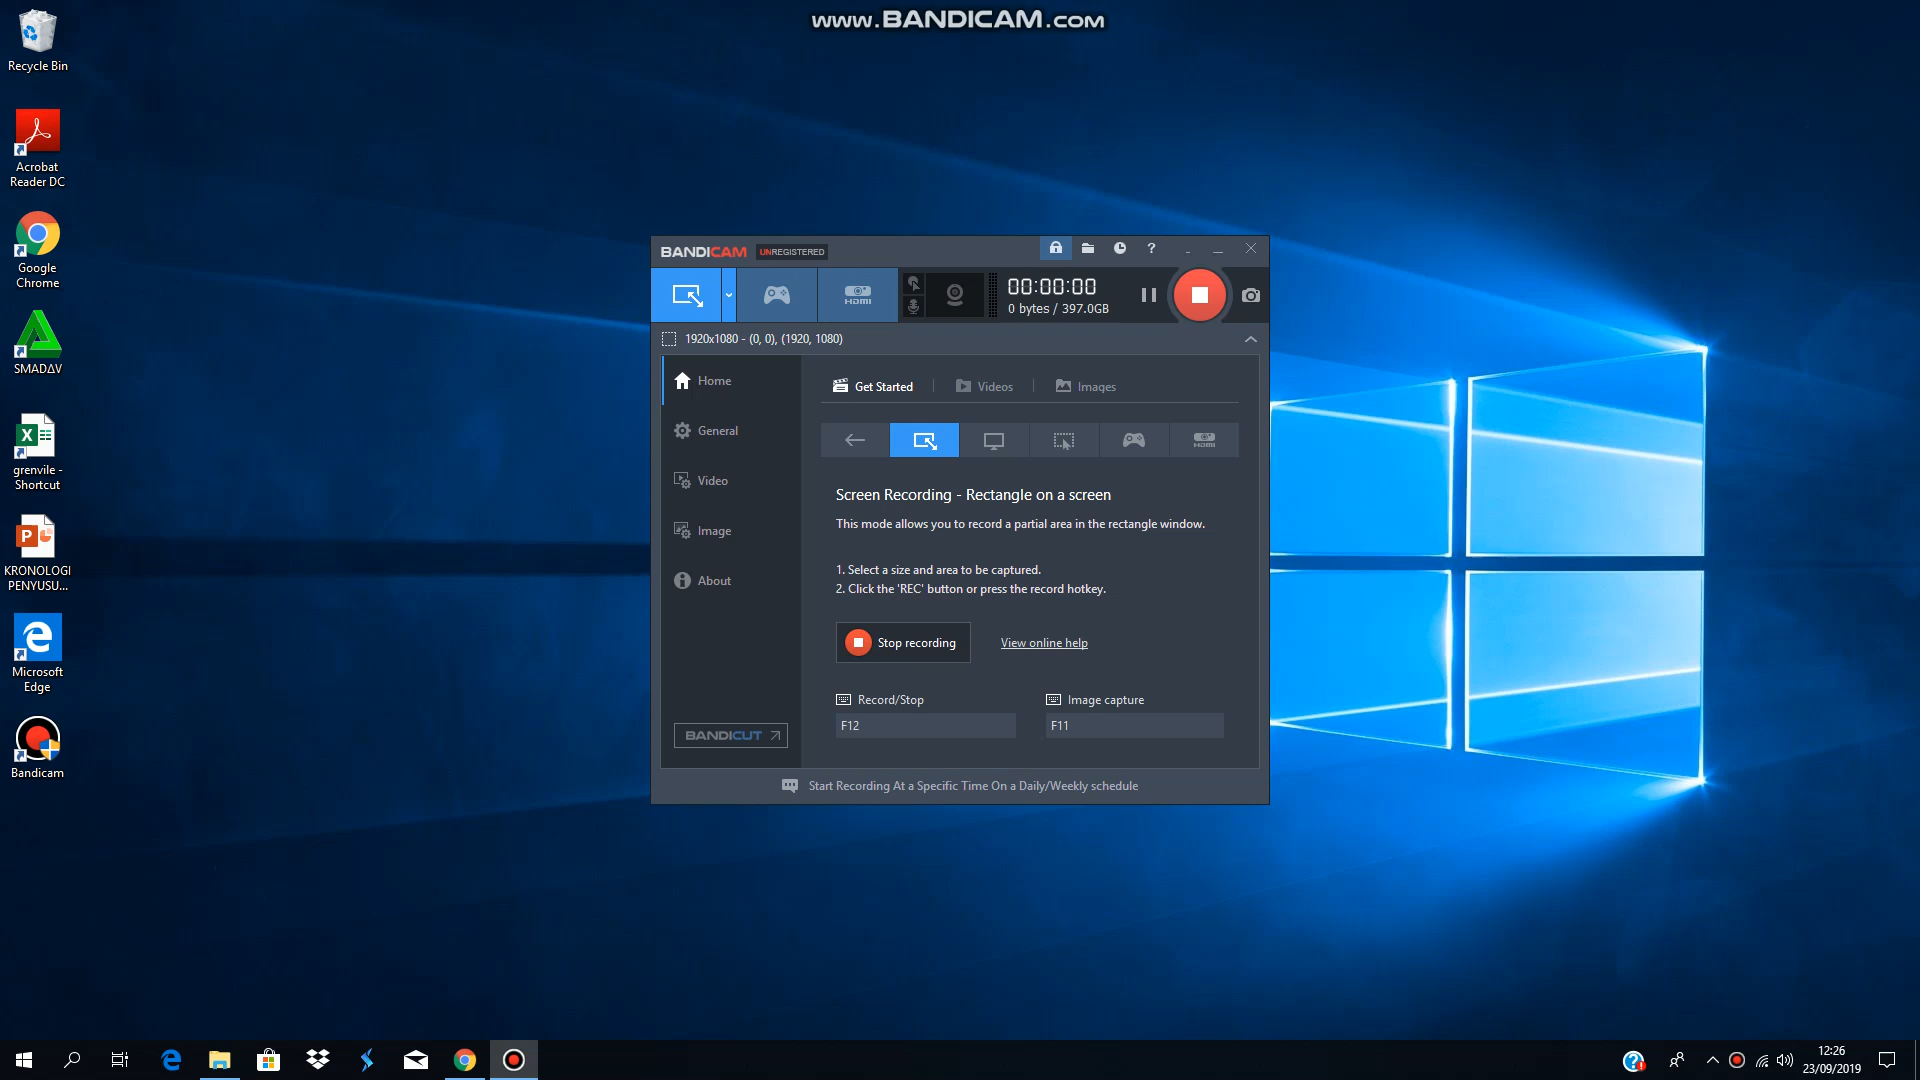 www.BANDICAM.com
Recycle Bin
Acrobat
Reader DC
Google
Chrome
SMADΔV
grenvile -
Shortcut
KRONOLOGI
PENYUSU...
Microsoft
Edge
Bandicam
BANDICAM UNREGISTERED
?
HDMI
00:00:00
0 bytes / 397.0GB
1920x1080 - (0, 0), (1920, 1080)
Home
General
Video
Image
About
BANDICUT
Get Started
Videos
Images
HDMI
Screen Recording - Rectangle on a screen
This mode allows you to record a partial area in the rectangle window.
1. Select a size and area to be captured.
2. Click the 'REC' button or press the record hotkey.
Stop recording
View online help
Record/Stop
Image capture
F12
F11
Start Recording At a Specific Time On a Daily/Weekly schedule
12:26
23/09/2019